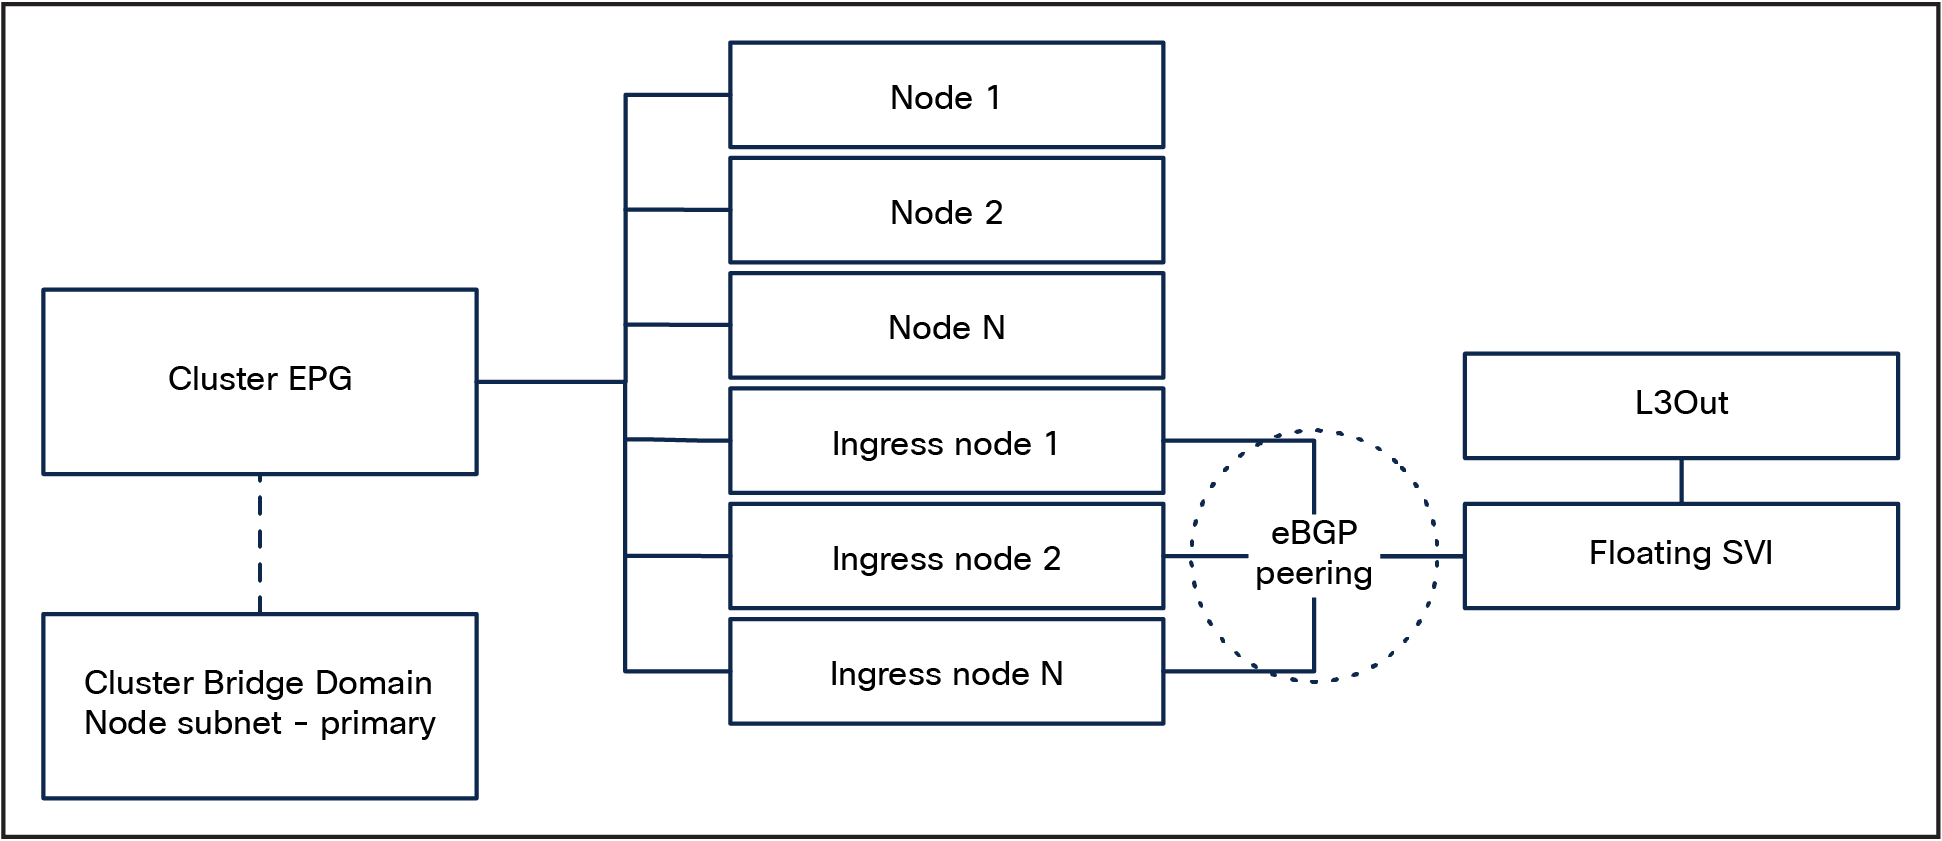 Node 1
Node 2
Node N
Cluster EPG
Ingress node 1
Ingress node 2
Ingress node N
eBGP
peering
L3Out
Floating SVI
Cluster Bridge Domain
Node subnet - primary